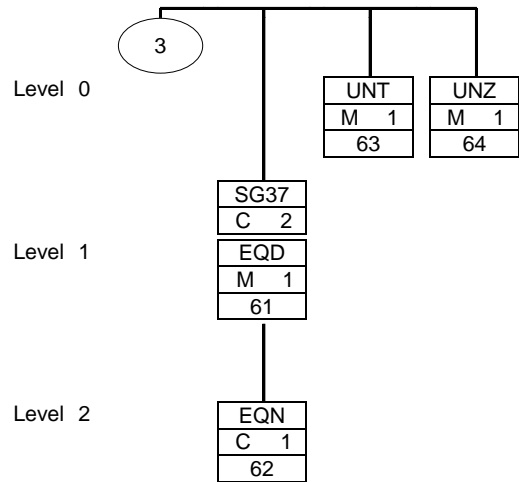 3
Level 0
UNT UNZ
M 1 M 1
63 64
SG37
C 2
Level 1
EQD
M 1
61
Level 2
EQN
C 1
62